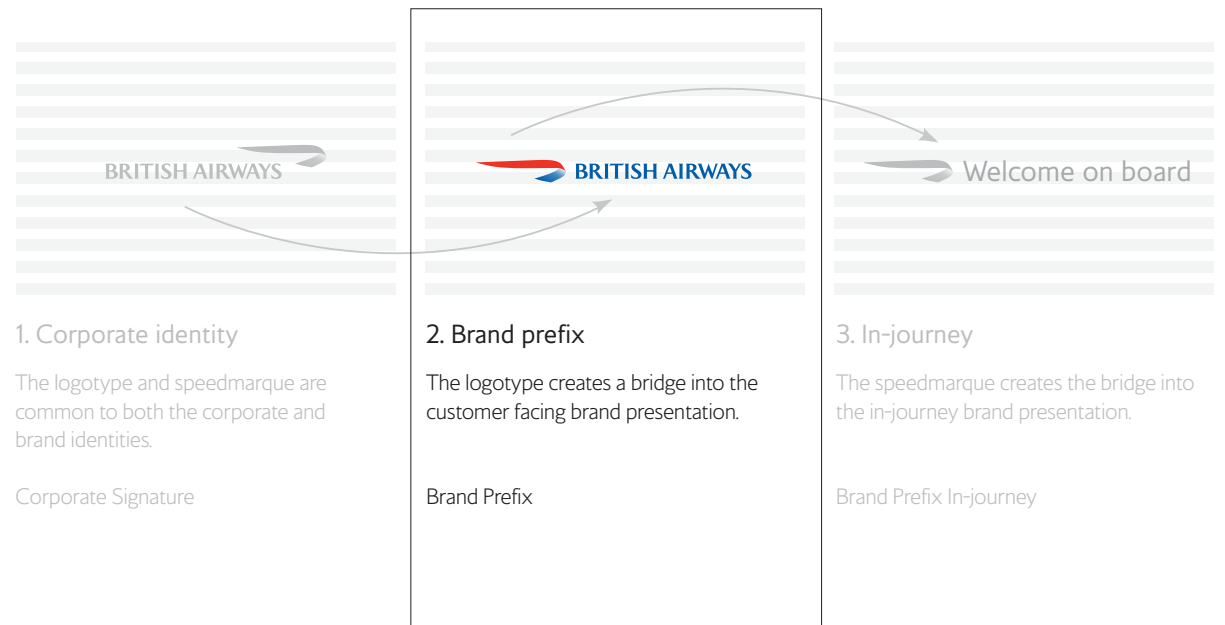 BRITISH AIRWAYS
1. Corporate identity
The logotype and speedmarque are
common to both the corporate and
brand identities.
Corporate Signature
BRITISH AIRWAYS
2. Brand prefix
The logotype creates a bridge into the
customer facing brand presentation.
Brand Prefix
Welcome on board
3. In-journey
The speedmarque creates the bridge into
the in-journey brand presentation.
Brand Prefix In-journey